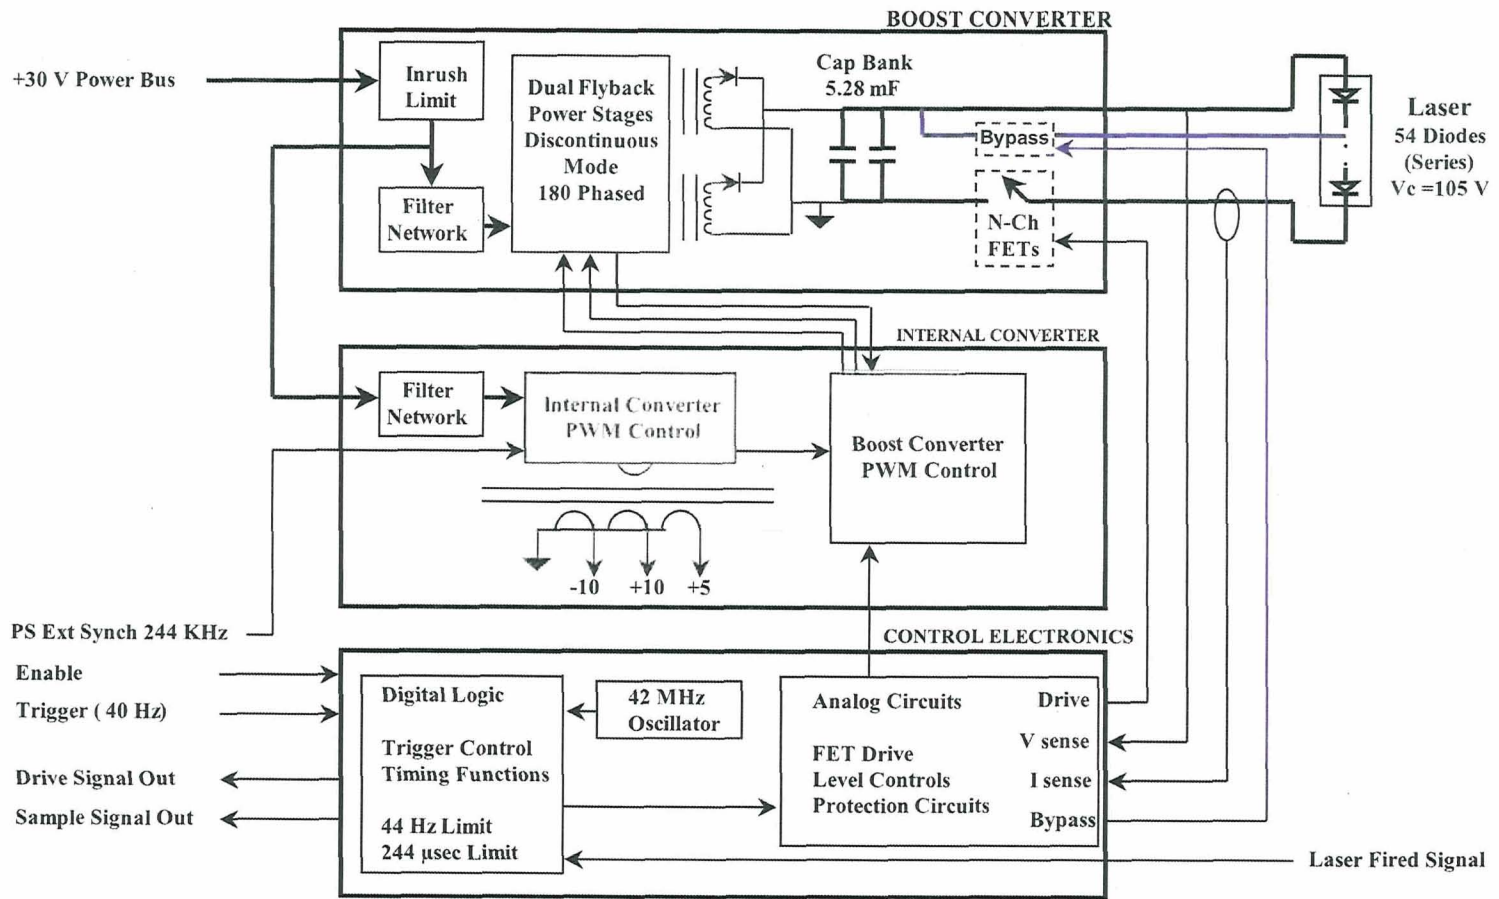 BOOST CONVERTER
+30 V Power Bus
Inrush
Limit
Filter
Network
Dual Flyback
Power Stages
Discontinuous
Mode
180 Phased
Cap Bank
5.28 mF
Bypass
N-Ch
FETs
Laser
54 Diodes
(Series)
Vc =105 V
INTERNAL CONVERTER
Filter
Network
Internal Converter
PWM Control
Boost Converter
PWM Control
-10 +10 +5
PS Ext Synch 244 KHz
CONTROL ELECTRONICS
Enable
Trigger ( 40 Hz)
Drive Signal Out
Sample Signal Out
Digital Logic
Trigger Control
Timing Functions
44 Hz Limit
244 μsec Limit
42 MHz
Oscillator
Analog Circuits
FET Drive
Level Controls
Protection Circuits
Drive
V sense
I sense
Bypass
Laser Fired Signal